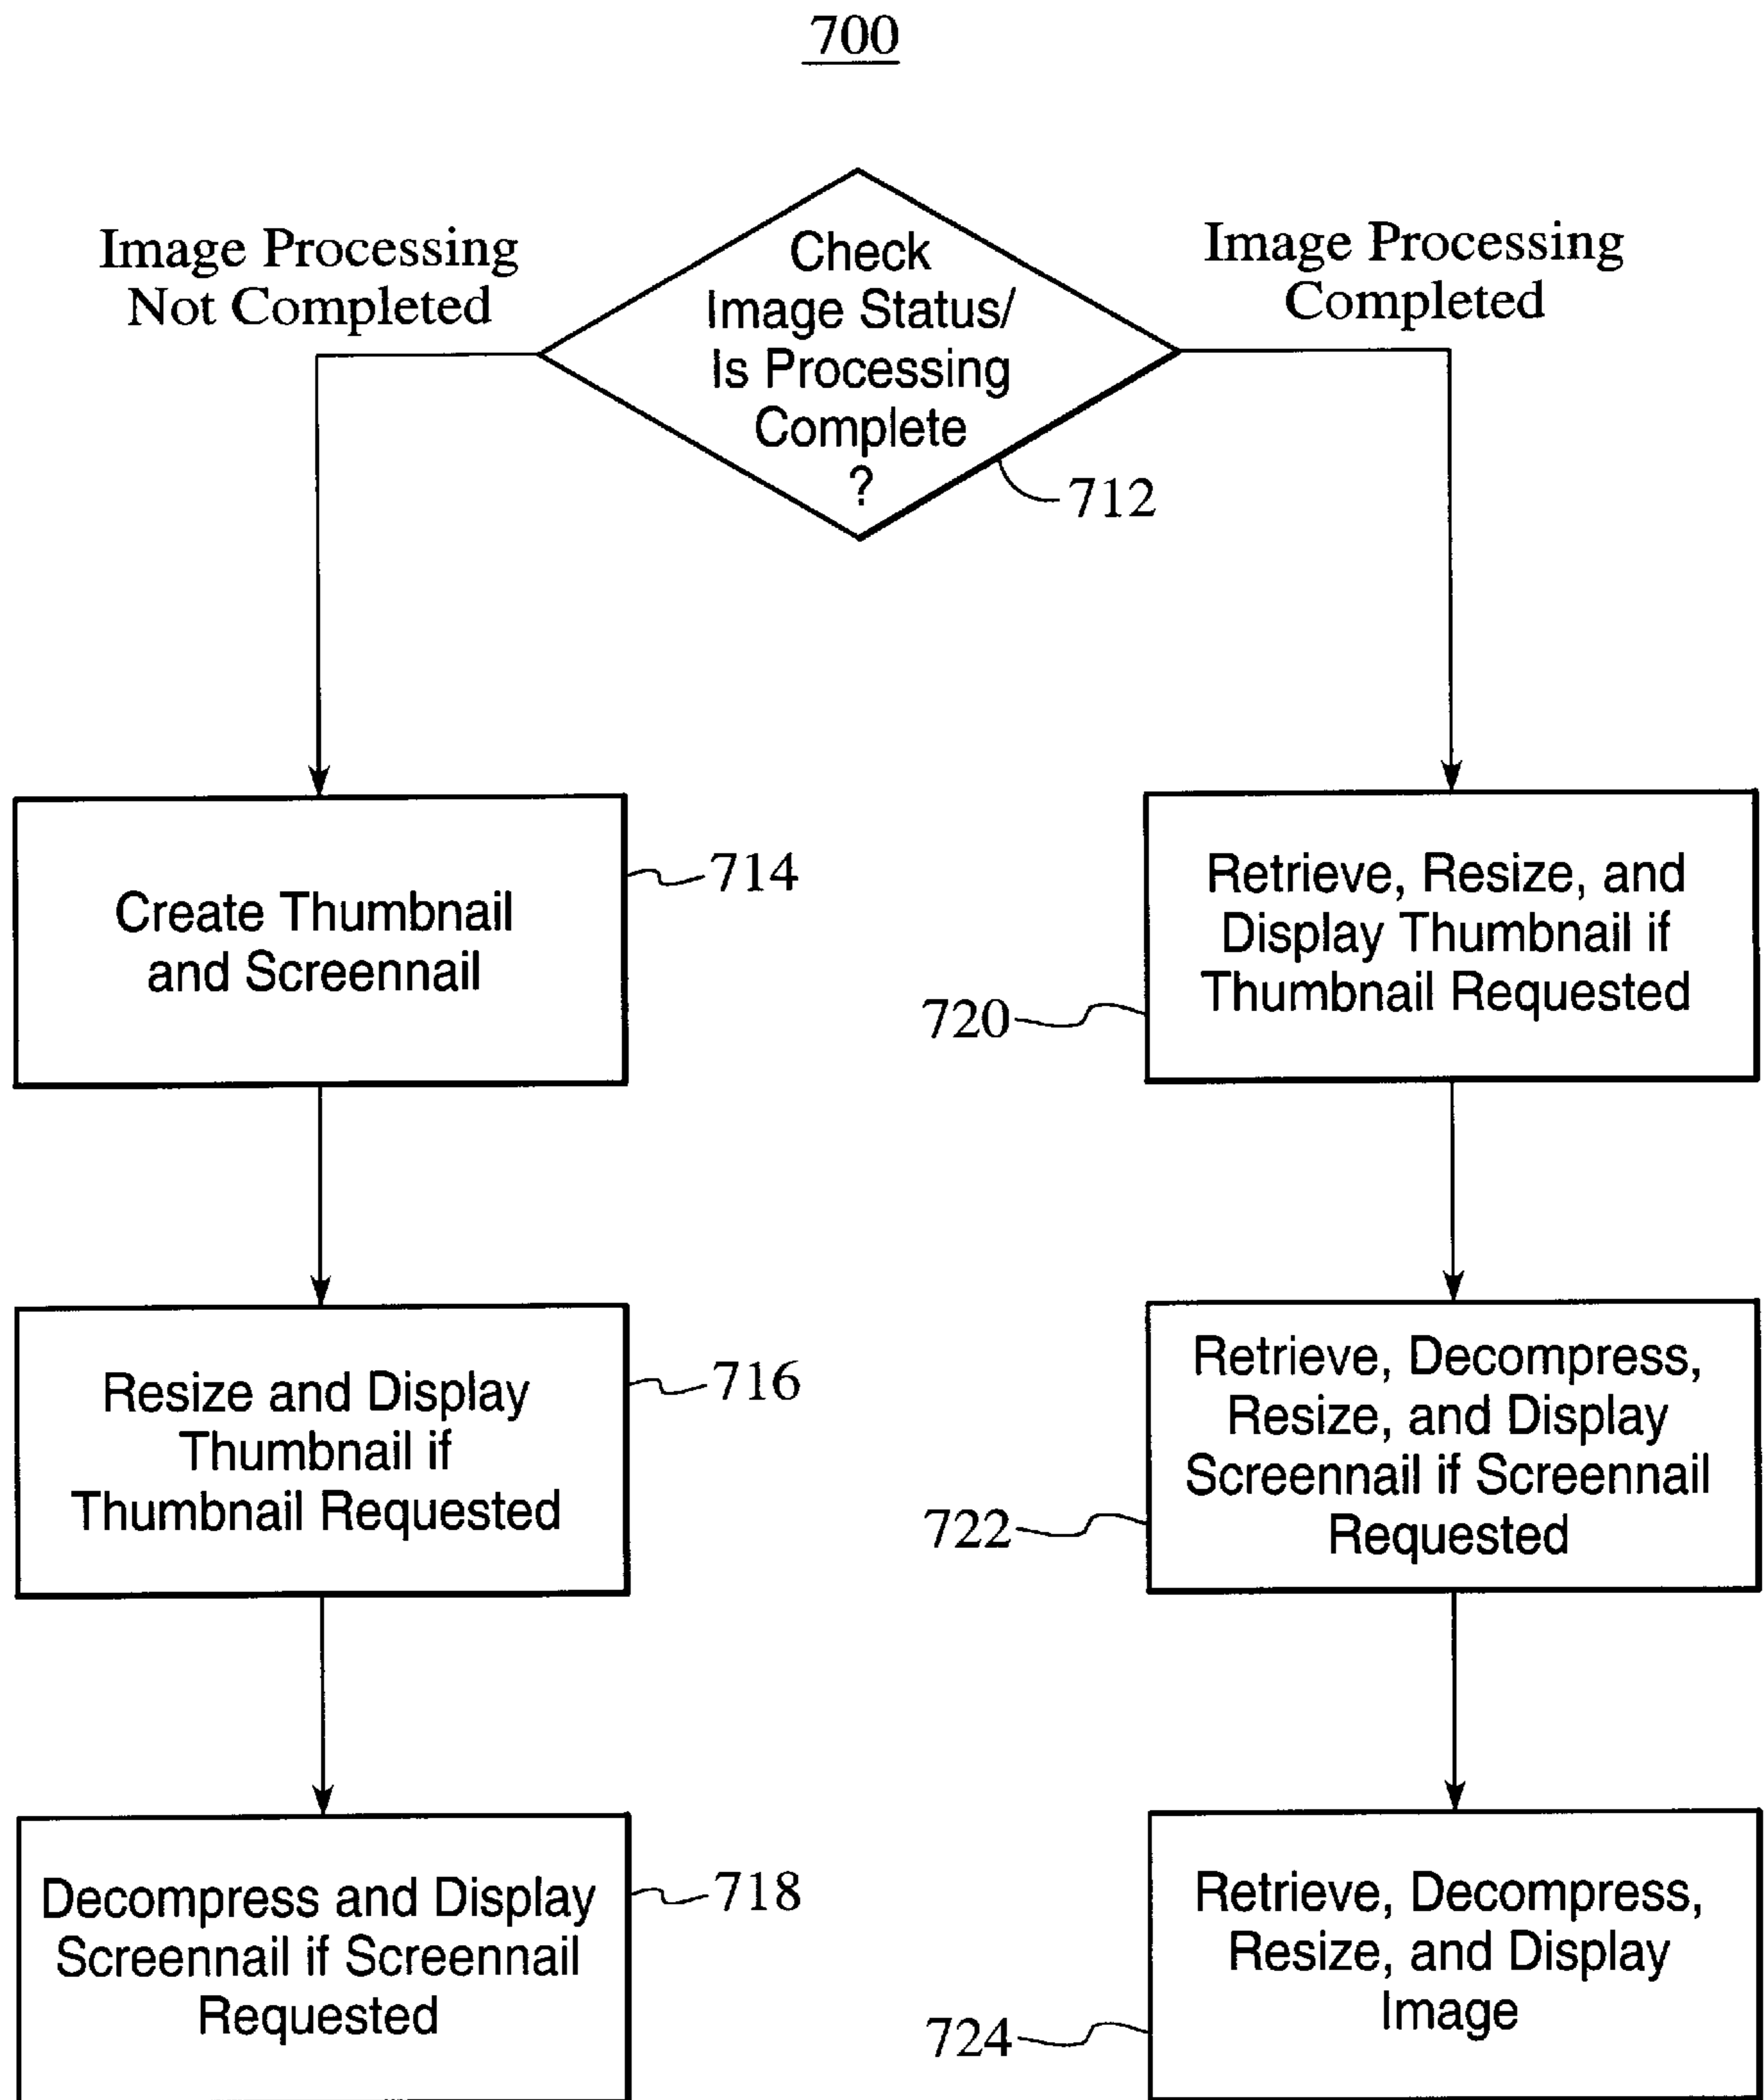 700
Image Processing
Not Completed
Check
Image Status/
Is Processing
Complete
?
712
Image Processing
Completed
Create Thumbnail
and Screennail
714
Resize and Display
Thumbnail if
Thumbnail Requested
716
Decompress and Display
Screennail if Screennail
Requested
718
Retrieve, Resize, and
Display Thumbnail if
Thumbnail Requested
720
Retrieve, Decompress,
Resize, and Display
Screennail if Screennail
Requested
722
Retrieve, Decompress,
Resize, and Display
Image
724